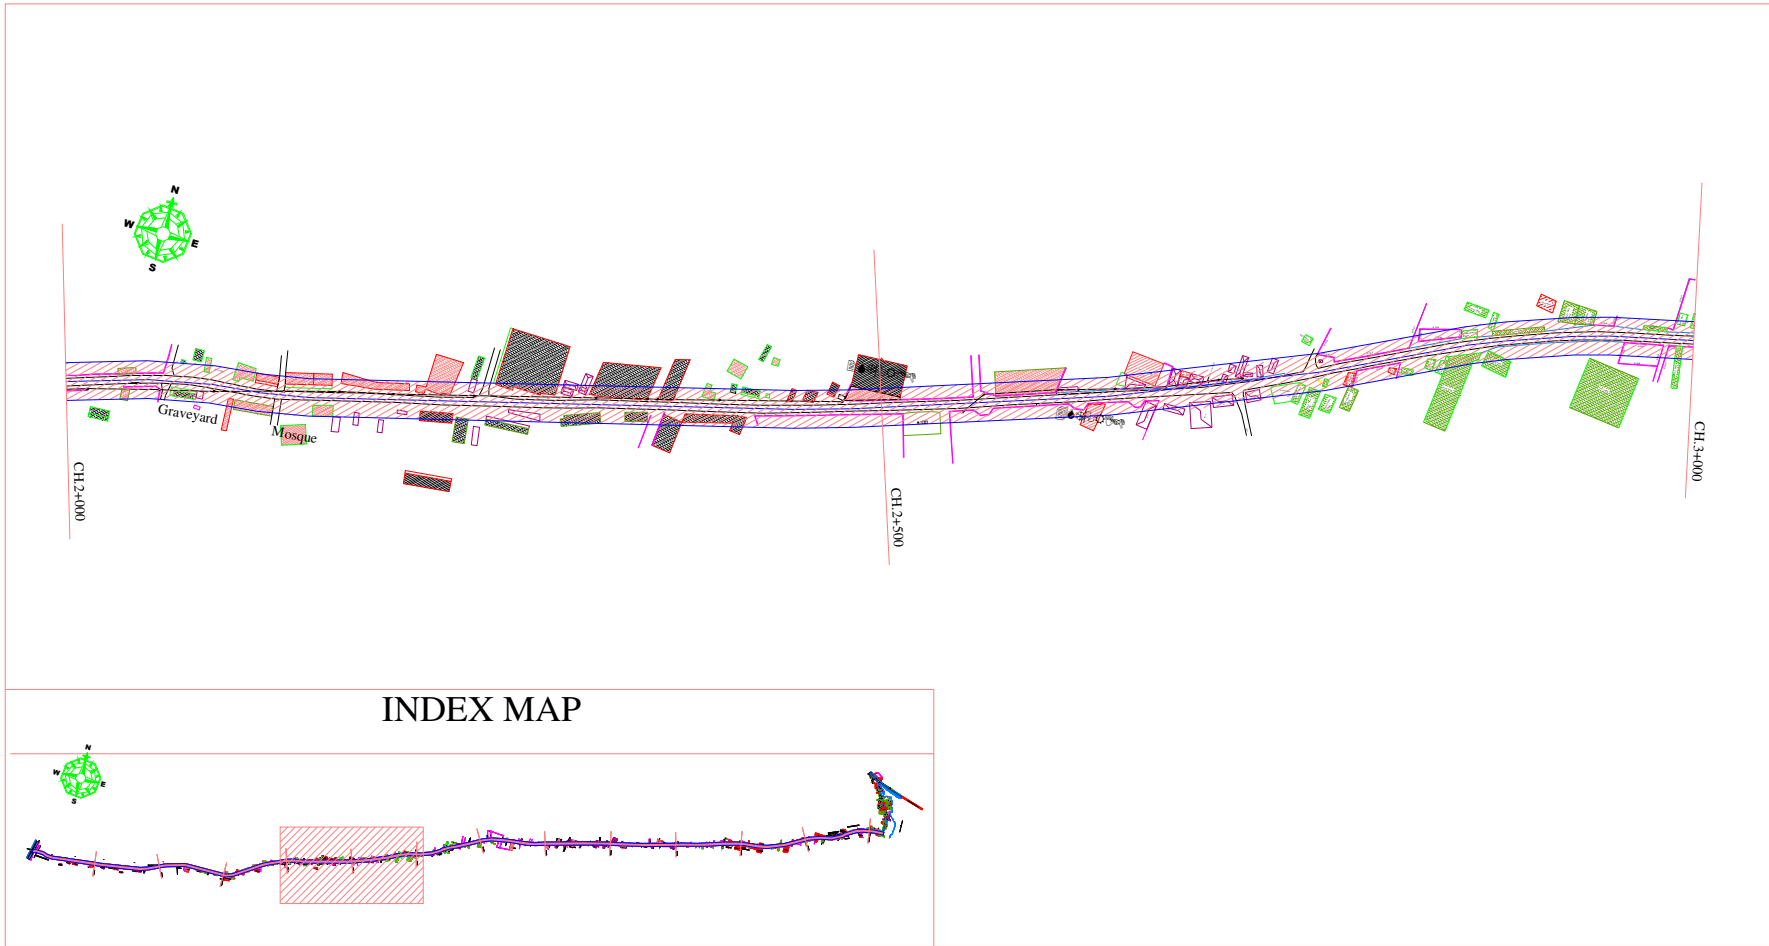 N
W
E
S
Graveyard
Mosque
CH.2+000
CH.2+500
CH.3+000
INDEX MAP
N
W
E
S